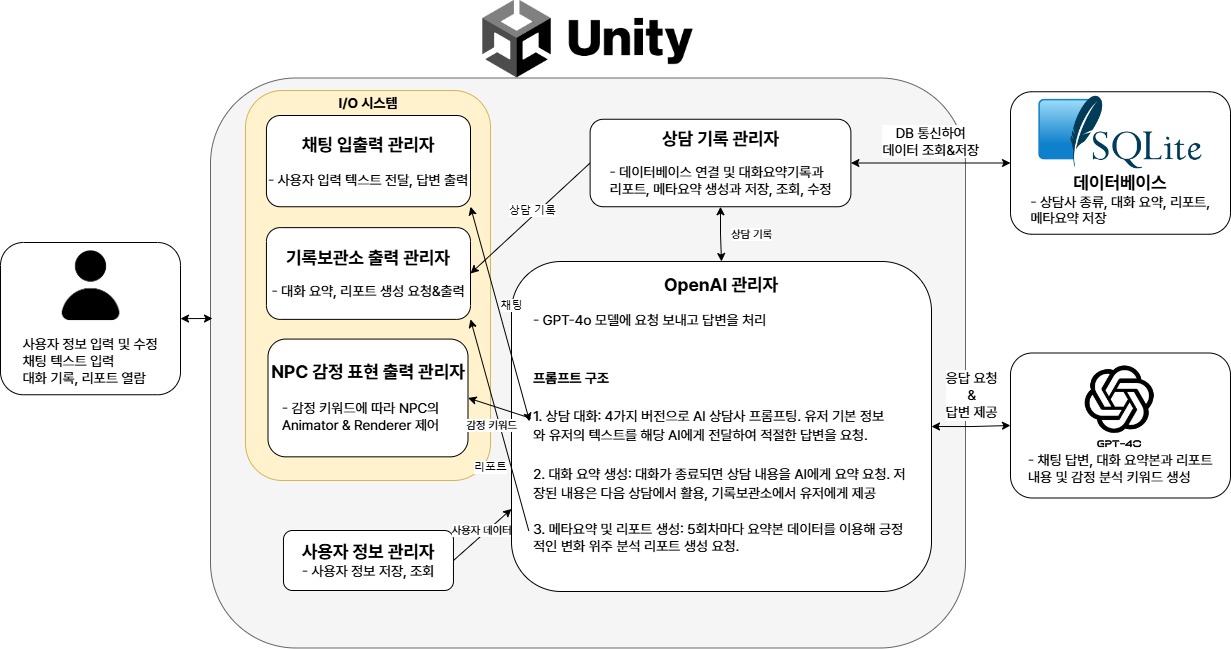 Unity
I/O 시스템
채팅 입출력 관리자
- 사용자 입력 텍스트 전달, 답변 출력
기록보관소 출력 관리자
- 대화 요약, 리포트 생성 요청&출력
NPC 감정 표현 출력 관리자
- 감정 키워드에 따라 NPC의
Animator & Renderer 제어
사용자 정보 입력 및 수정
채팅 텍스트 입력
대화 기록, 리포트 열람
상담 기록 관리자
- 데이터베이스 연결 및 대화요약기록과
리포트, 메타요약 생성과 저장, 조회, 수정
상담 기록
상담 기록
채팅
감정 키워드
리포트
사용자 데이터
사용자 정보 관리자
- 사용자 정보 저장, 조회
OpenAI 관리자
- GPT-4o 모델에 요청 보내고 답변을 처리
프롬프트 구조
1. 상담 대화: 4가지 버전으로 AI 상담사 프롬프팅. 유저 기본 정보
와 유저의 텍스트를 해당 AI에게 전달하여 적절한 답변을 요청.
2. 대화 요약 생성: 대화가 종료되면 상담 내용을 AI에게 요약 요청. 저
장된 내용은 다음 상담에서 활용, 기록보관소에서 유저에게 제공
3. 메타요약 및 리포트 생성: 5회차마다 요약본 데이터를 이용해 긍정
적인 변화 위주 분석 리포트 생성 요청.
DB 통신하여
데이터 조회&저장
SQLite
데이터베이스
- 상담사 종류, 대화 요약, 리포트,
메타요약 저장
응답 요청
&
답변 제공
GPT-4O
- 채팅 답변, 대화 요약본과 리포트
내용 및 감정 분석 키워드 생성